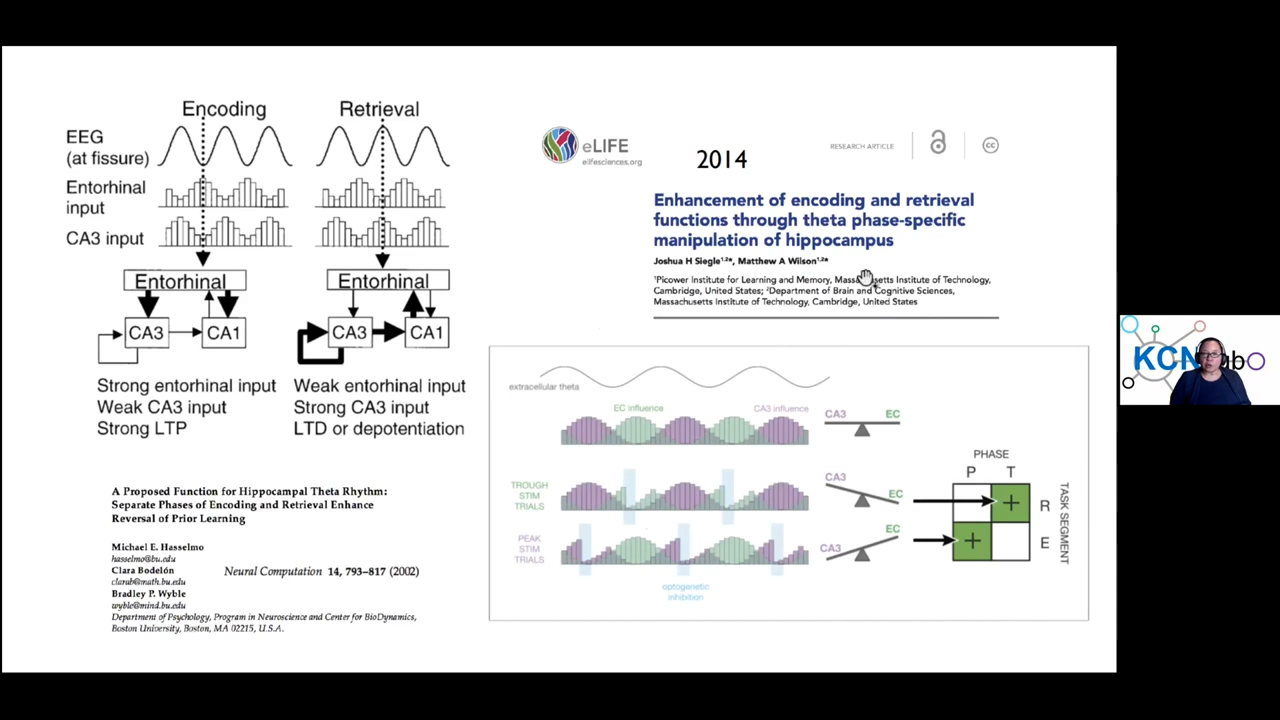 Encoding
Retrieval
EEG
(at fissure)
Entorhinal
input
CA3 input
Entorhinal
CA3
CA1
Entorhinal
CA3
CA1
Strong entorhinal input
Weak CA3 input
Strong LTP
Weak entorhinal input
Strong CA3 input
LTD or depotentiation
A Proposed Function for Hippocampal Theta Rhythm:
Separate Phases of Encoding and Retrieval Enhance
Reversal of Prior Learning
Michael E. Hasselmo
hasselmo@bu.edu
Clara Bodelón
clarab@math.bu.edu
Bradley P. Wyble
wyble@mind.bu.edu
Department of Psychology, Program in Neuroscience and Center for BioDynamics,
Boston University, Boston, MA 02215, U.S.A.
Neural Computation 14, 793–817 (2002)
eLIFE
elifesciences.org
2014
RESEARCH ARTICLE
cc
Enhancement of encoding and retrieval
functions through theta phase-specific
manipulation of hippocampus
Joshua H Siegle1,2*, Matthew A Wilson1,2*
1Picower Institute for Learning and Memory, Institute of Technology,
Cambridge, United States; 2Department of Brain and Cognitive Sciences,
Massachusetts Institute of Technology, Cambridge, United States
extracellular theta
EC influence
CA3 influence
CA3
EC
TROUGH
STIM
TRIALS
CA3
EC
PEAK
STIM
TRIALS
CA3
EC
optogenetic
inhibition
PHASE
P T
+
R
+
E
TASK SEGMENT
KCN